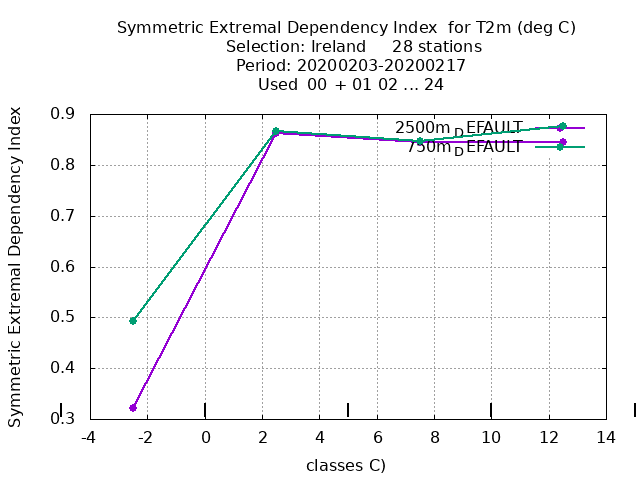 Symmetric Extremal Dependency Index for T2m (deg C)
Selection: Ireland 28 stations
Period: 20200203-20200217
Used 00 + 01 02 ... 24
Symmetric Extremal Dependency Index
0.9
0.8
0.7
0.6
0.5
0.4
0.3
2500m_DEFAULT
750m_DEFAULT
-4 -2 0 2 4 6 8 10 12 14
classes C)